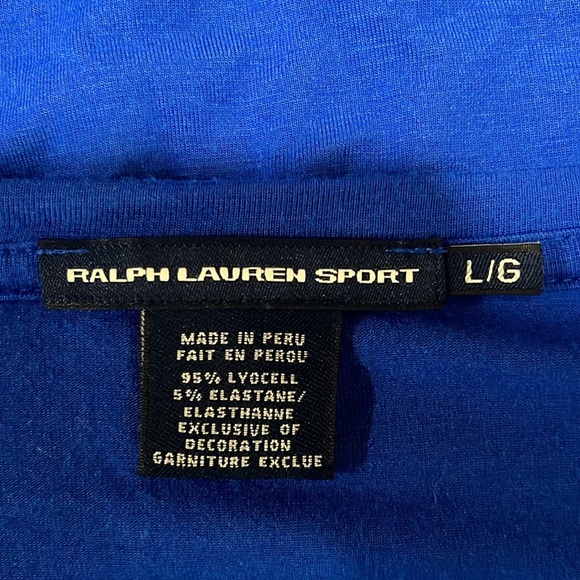 RALPH LAUREN SPORT
L/G
MADE IN PERU
FAIT EN PEROU
95% LYOCELL
5% ELASTANE/
ELASTHANNE
EXCLUSIVE OF
DECORATION
GARNITURE EXCLUE